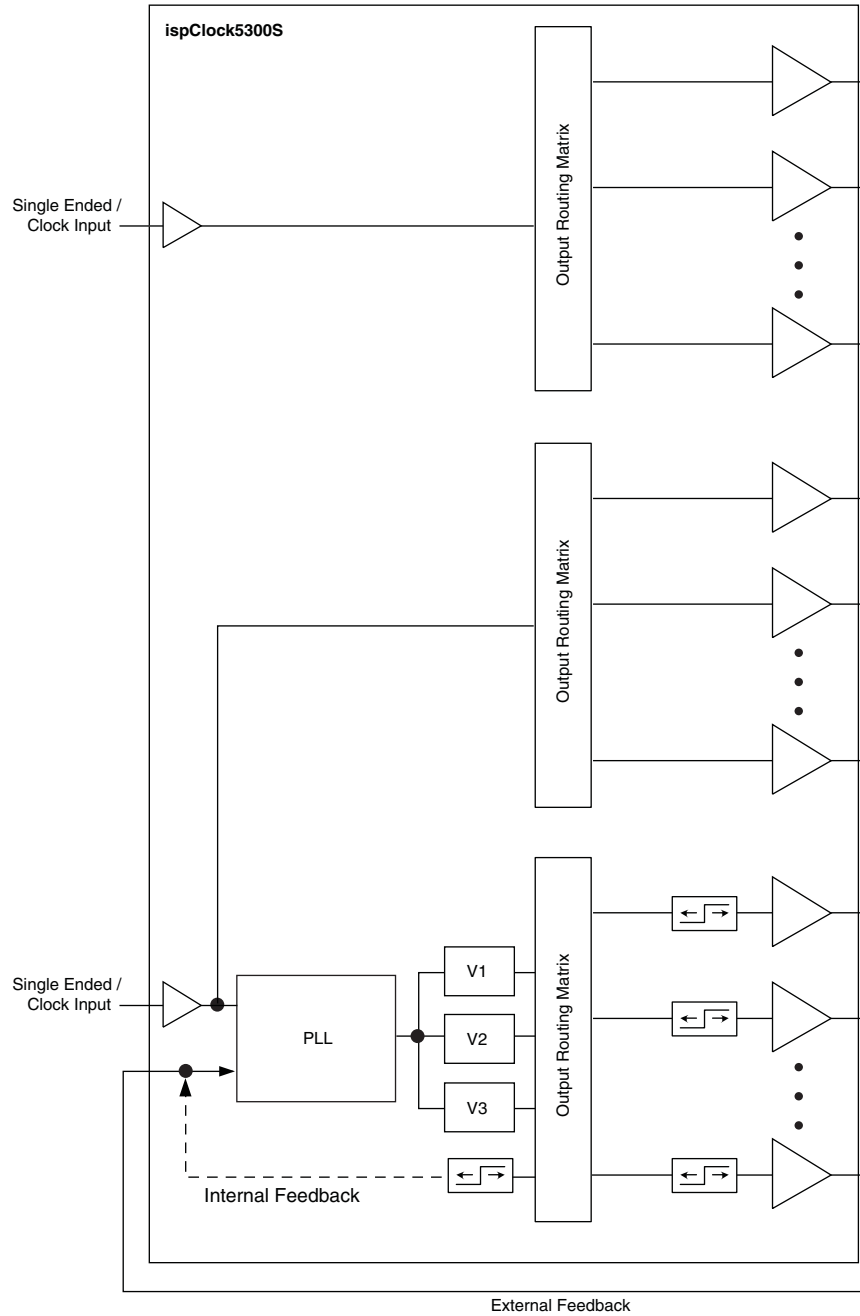 ispClock5300S
Output Routing Matrix
Single Ended /
Clock Input
Output Routing Matrix
Output Routing Matrix
Single Ended /
Clock Input
PLL
V1
V2
V3
Internal Feedback
External Feedback